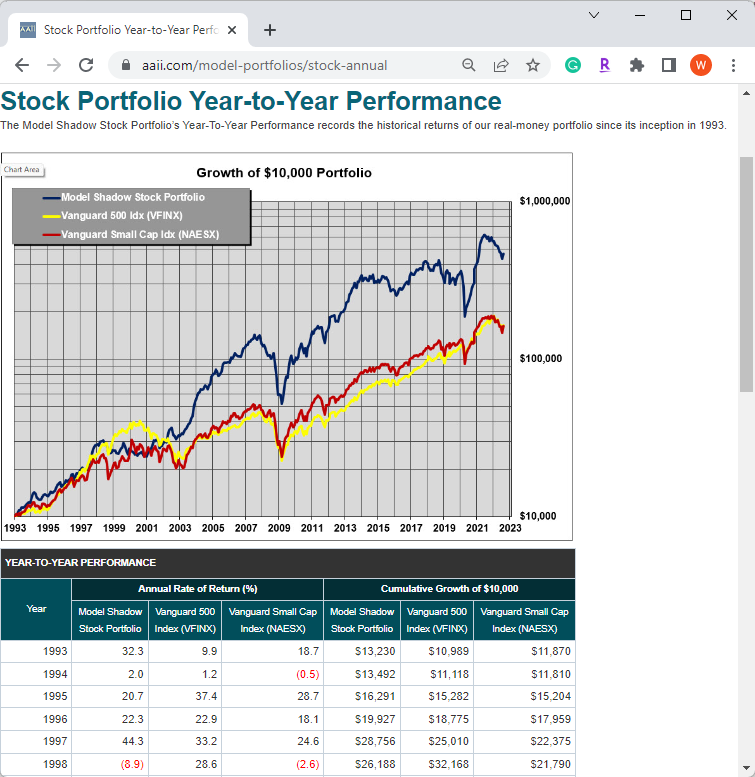 AAII Stock Portfolio Year-to-Year Perfo
aaii.com/model-portfolios/stock-annual
G R W
Stock Portfolio Year-to-Year Performance
The Model Shadow Stock Portfolio's Year-To-Year Performance records the historical returns of our real-money portfolio since its inception in 1993.
Chart Area
Growth of $10,000 Portfolio
Model Shadow Stock Portfolio
Vanguard 500 Idx (VFINX)
Vanguard Small Cap Idx (NAESX)
$1,000,000
$100,000
$10,000
1993 1995 1997 1999 2001 2003 2005 2007 2009 2011 2013 2015 2017 2019 2021 2023
YEAR-TO-YEAR PERFORMANCE
Annual Rate of Return (%) Cumulative Growth of $10,000
Year Model Shadow Vanguard 500 Vanguard Small Cap Model Shadow Vanguard 500 Vanguard Small Cap
Stock Portfolio Index (VFINX) Index (NAESX) Stock Portfolio Index (VFINX) Index (NAESX)
1993 32.3 9.9 18.7 $13,230 $10,989 $11,870
1994 2.0 1.2 (0.5) $13,492 $11,118 $11,810
1995 20.7 37.4 28.7 $16,291 $15,282 $15,204
1996 22.3 22.9 18.1 $19,927 $18,775 $17,959
1997 44.3 33.2 24.6 $28,756 $25,010 $22,375
1998 (8.9) 28.6 (2.6) $26,188 $32,168 $21,790